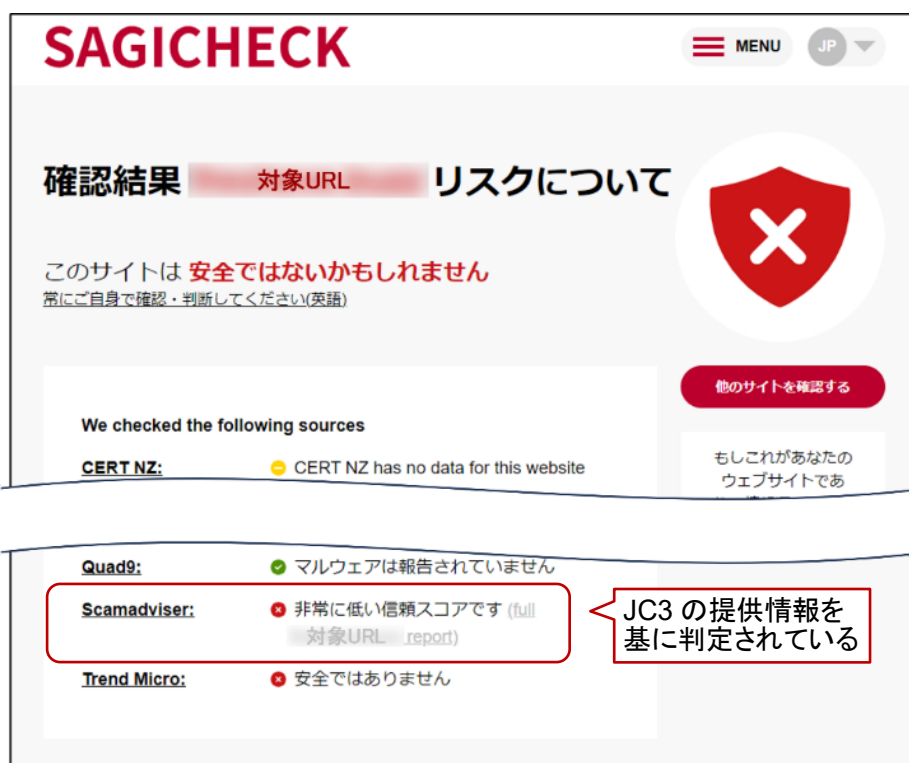 SAGICHECK
MENU
JP
確認結果 対象URL リスクについて
このサイトは 安全ではないかもしれません
常にご自身で確認・判断してください(英語)
他のサイトを確認する
We checked the following sources
CERT NZ: CERT NZ has no data for this website
もしこれがあなたの
ウェブサイトであ
Quad9: マルウェアは報告されていません
Scamadviser: 非常に低い信頼スコアです (full
対象URL report)
JC3 の提供情報を
基に判定されている
Trend Micro: 安全ではありません